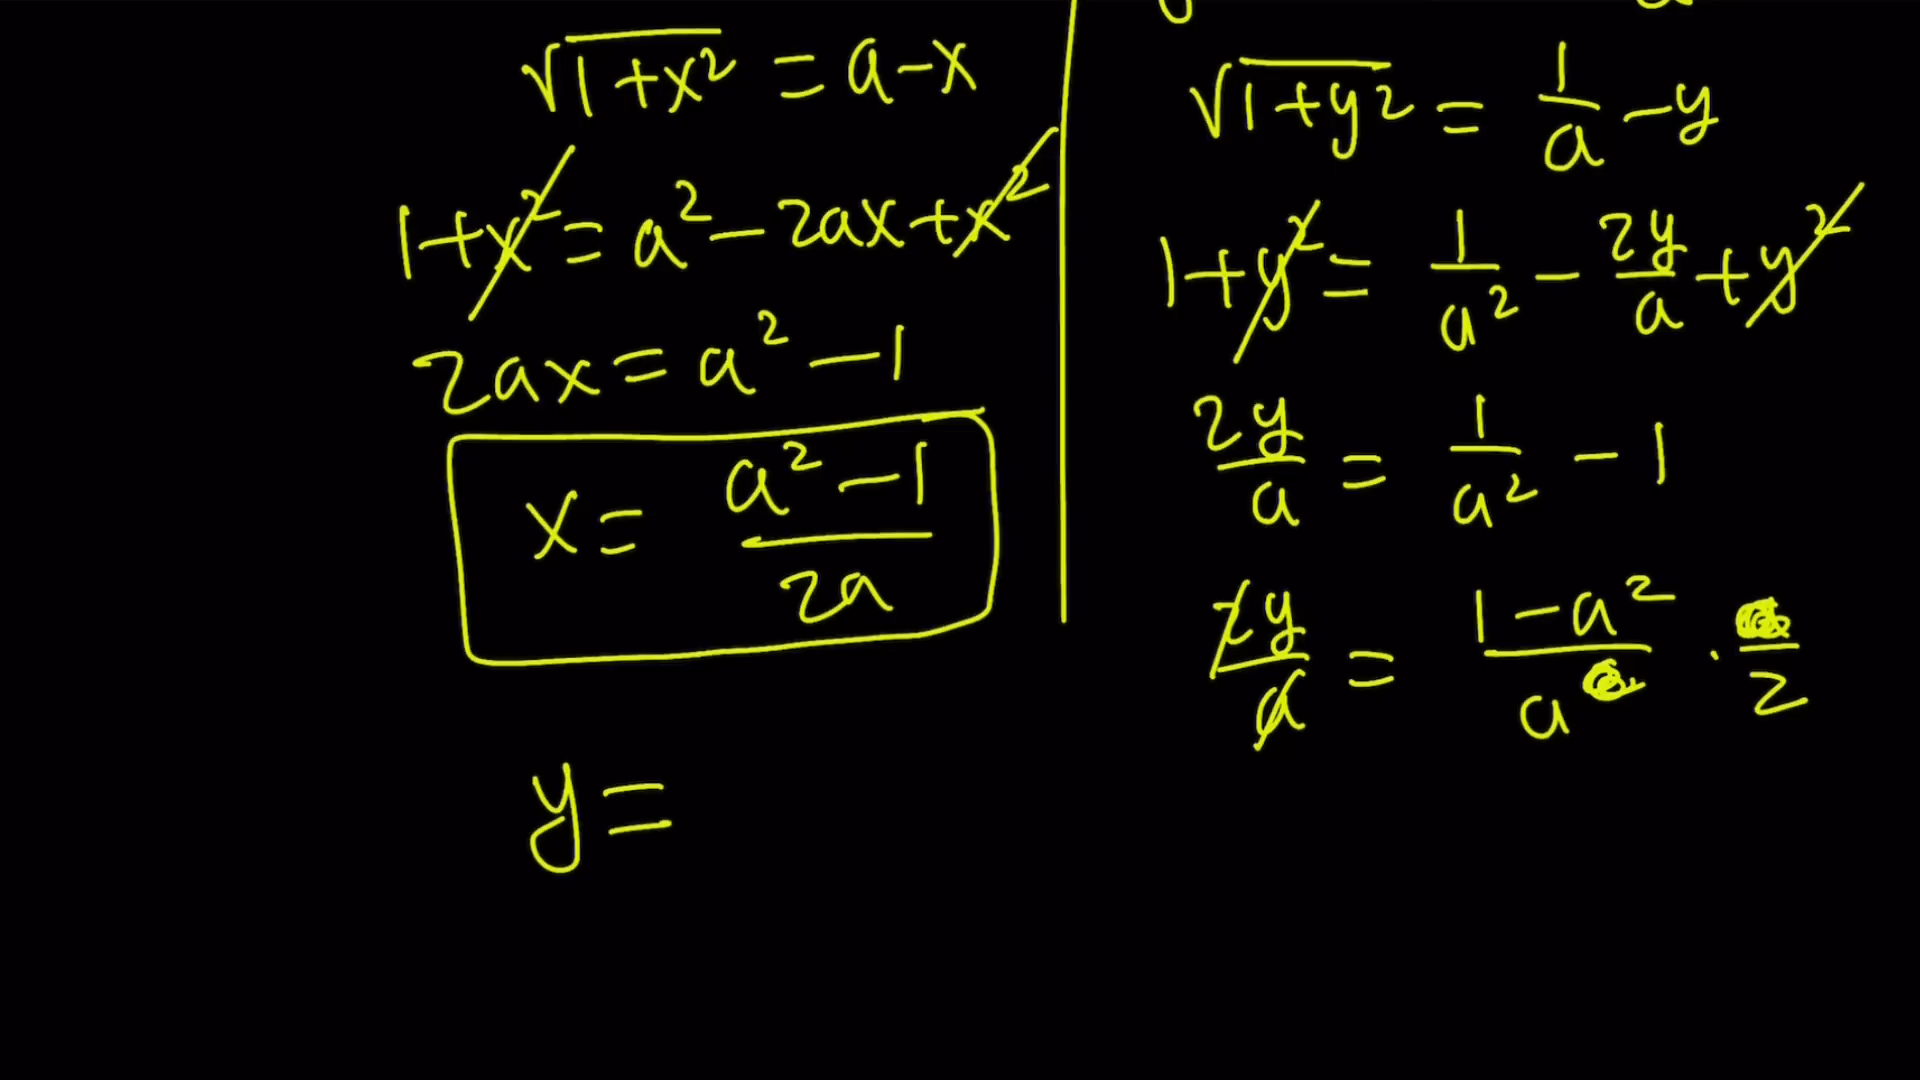 √1+x² = a-x
1+x² = a² - 2ax + x²
2ax = a² - 1
x = a² - 1 / 2a
y =
√1+y² = 1/a - y
1+y² = 1/a² - 2y/a + y²
2y/a = 1/a² - 1
2y/a = 1-a² / a · /2